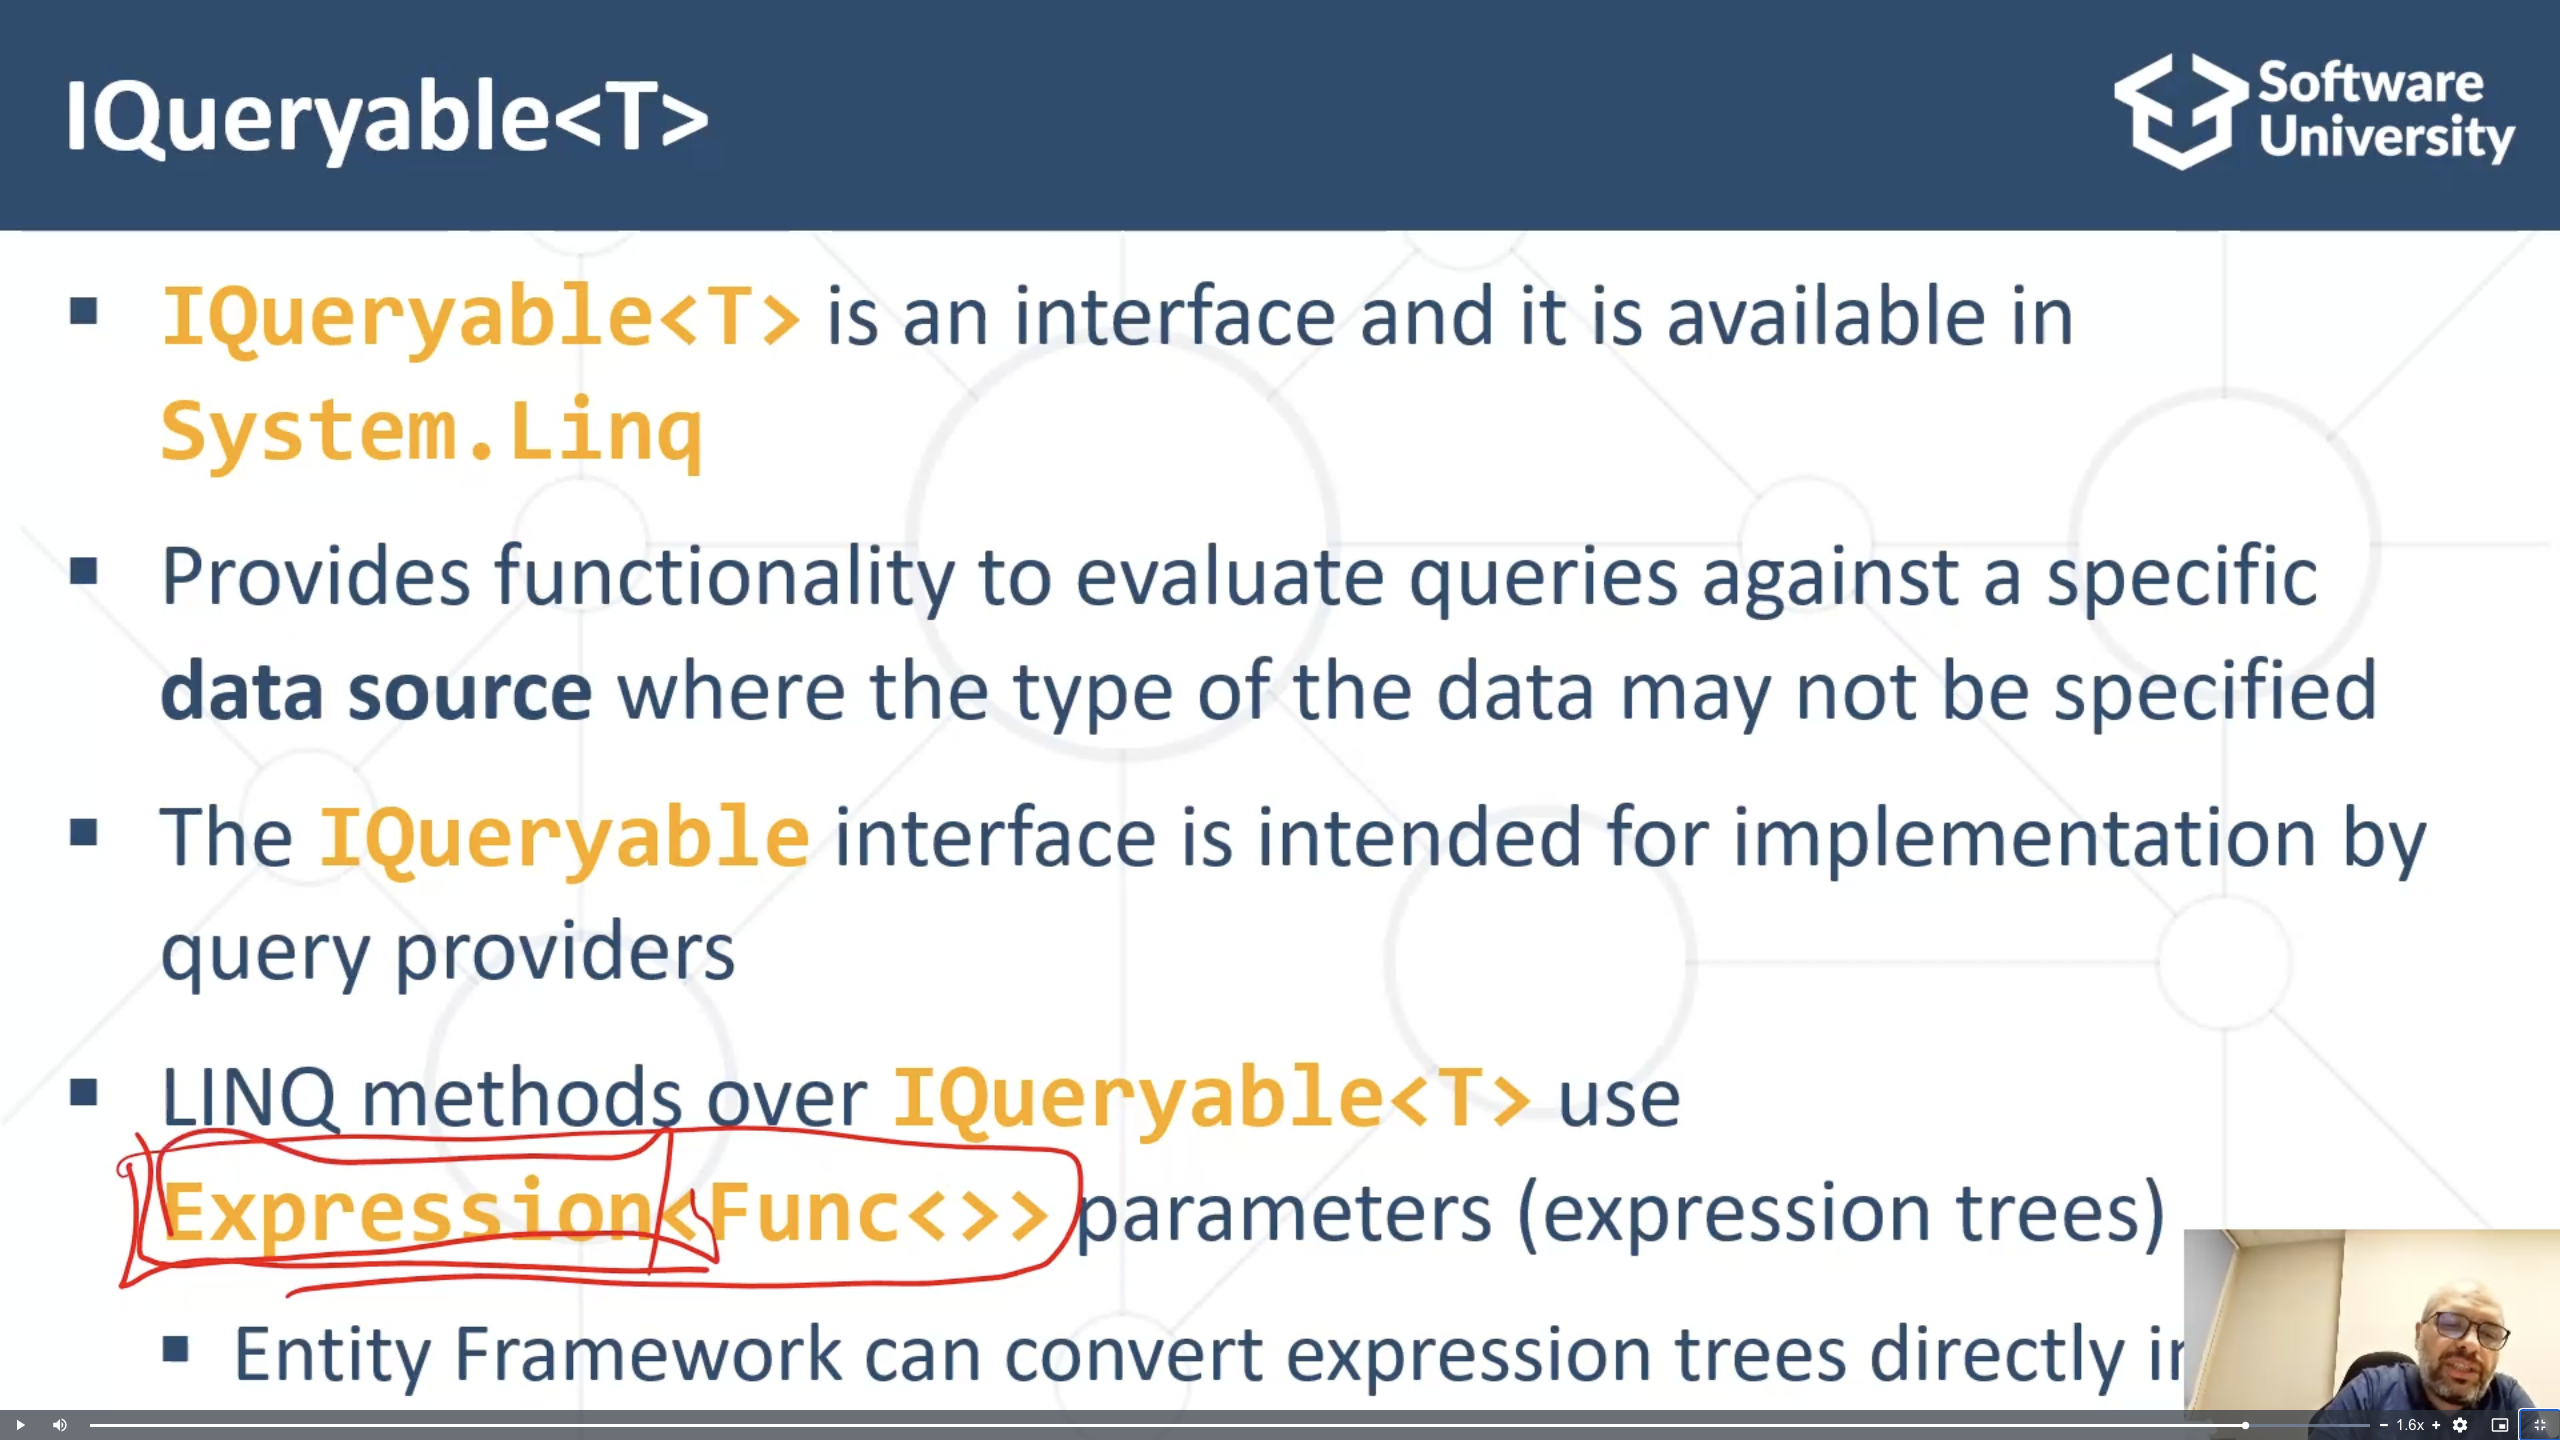 IQueryable<T>
Software
University
▪ IQueryable<T> is an interface and it is available in
System.Linq
▪ Provides functionality to evaluate queries against a specific
data source where the type of the data may not be specified
▪ The IQueryable interface is intended for implementation by
query providers
▪ LINQ methods over IQueryable<T> use
Expression<Func<>> parameters (expression trees)
▪ Entity Framework can convert expression trees directly
− 1.6x +